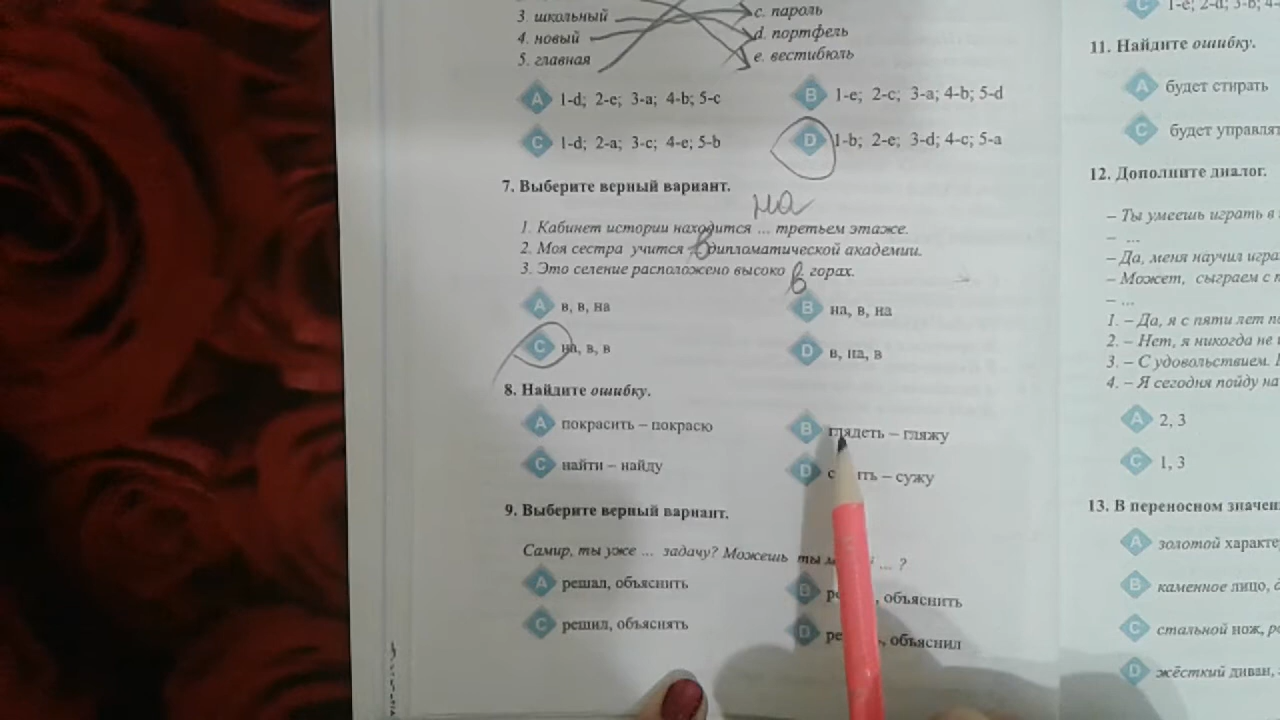 3. школьный
c. пароль
4. новый
d. портфель
5. главная
e. вестибюль
A 1-d; 2-e; 3-a; 4-b; 5-c
B 1-e; 2-c; 3-a; 4-b; 5-d
C 1-d; 2-a; 3-c; 4-e; 5-b
D 1-b; 2-e; 3-d; 4-c; 5-a
7. Выберите верный вариант.
на
1. Кабинет истории находится ... третьем этаже.
2. Моя сестра учится в дипломатической академии.
3. Это селение расположено высоко в горах.
A в, в, на
B на, в, на
C на, в, в
D в, на, в
8. Найдите ошибку.
A покрасить – покрасю
B глядеть – гляжу
C найти – найду
D – сужу
9. Выберите верный вариант.
Самир, ты уже ... задачу? Можешь ты ... ?
A решал, объяснить
B , объяснить
C решил, объяснять
D , объяснил
C
11. Найдите ошибку.
A будет стирать
C будет
12. Дополните диалог.
– Ты умеешь играть в
– ...
– Да, меня научил
– Может, сыграем с
– ...
1. – Да, я с пяти лет
2. – Нет, я никогда не
3. – С удовольствием.
4. – Я сегодня пойду на
A 2, 3
C 1, 3
13. В переносном
A золотой
B каменное лицо,
C стальной нож,
D жёсткий диван,